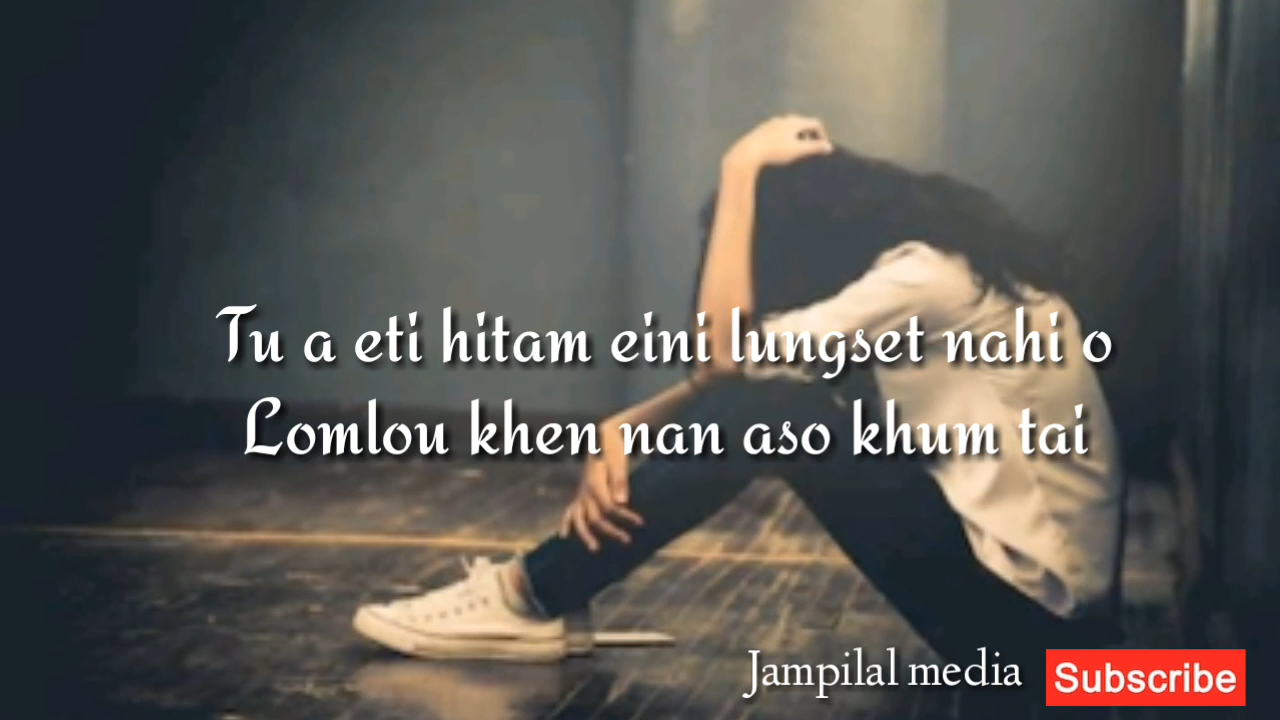 Tu a eti hitam eini lungset nahi o
Lomlou khen nan aso khum tai
Jampilal media
Subscribe